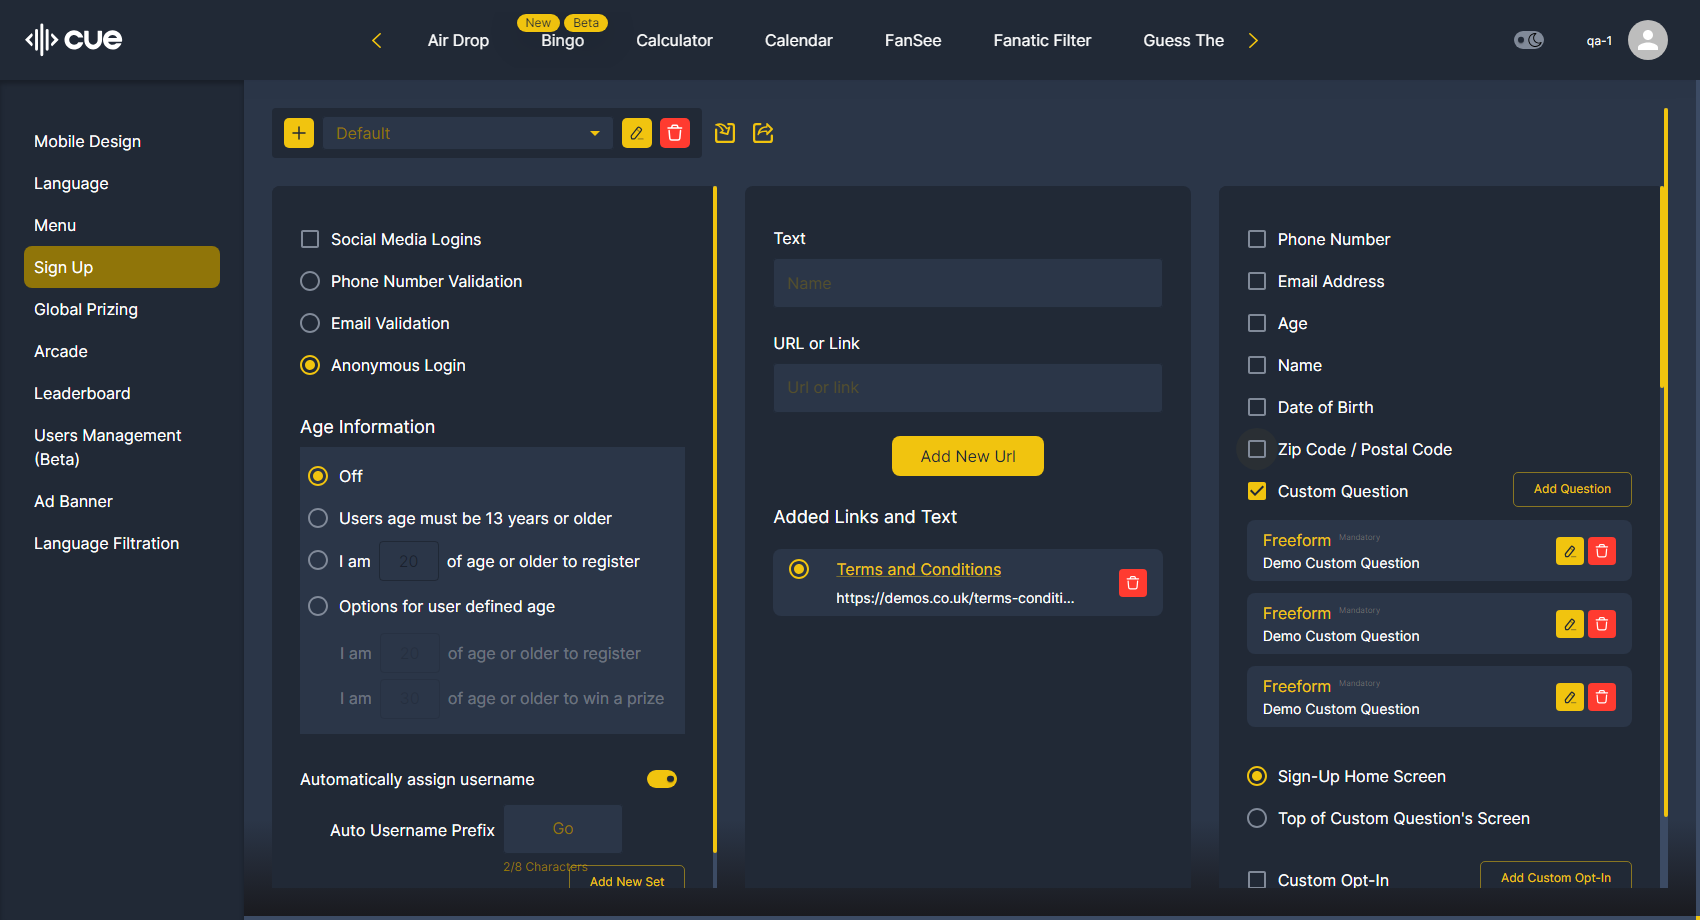 cue
Air Drop
New
Beta
Bingo
Calculator
Calendar
FanSee
Fanatic Filter
Guess The
qa-1
Mobile Design
Language
Menu
Sign Up
Global Prizing
Arcade
Leaderboard
Users Management
(Beta)
Ad Banner
Language Filtration
Default
Social Media Logins
Phone Number Validation
Email Validation
Anonymous Login
Age Information
Off
Users age must be 13 years or older
I am 20 of age or older to register
Options for user defined age
I am 20 of age or older to register
I am 30 of age or older to win a prize
Automatically assign username
Auto Username Prefix Go
2/8 Characters
Add New Set
Text
Name
URL or Link
Url or link
Add New Url
Added Links and Text
Terms and Conditions
https://demos.co.uk/terms-conditi...
Phone Number
Email Address
Age
Name
Date of Birth
Zip Code / Postal Code
Custom Question
Add Question
Freeform Mandatory
Demo Custom Question
Freeform Mandatory
Demo Custom Question
Freeform Mandatory
Demo Custom Question
Sign-Up Home Screen
Top of Custom Question's Screen
Custom Opt-In
Add Custom Opt-In